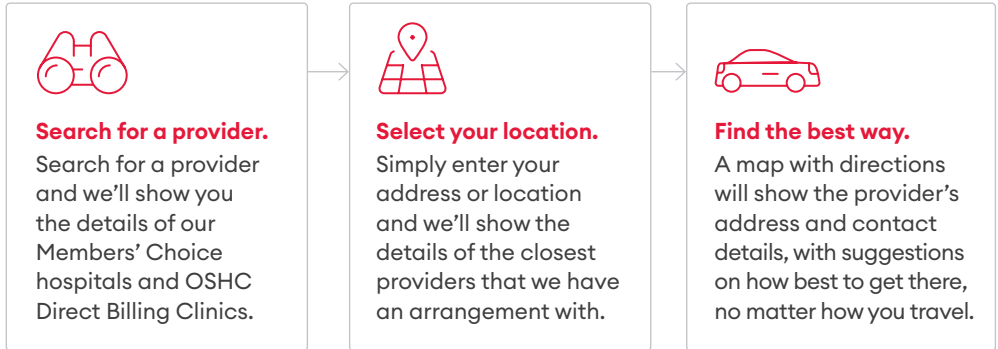 Search for a provider.
Search for a provider
and we’ll show you
the details of our
Members’ Choice
hospitals and OSHC
Direct Billing Clinics.
Select your location.
Simply enter your
address or location
and we’ll show the
details of the closest
providers that we have
an arrangement with.
Find the best way.
A map with directions
will show the provider’s
address and contact
details, with suggestions
on how best to get there,
no matter how you travel.